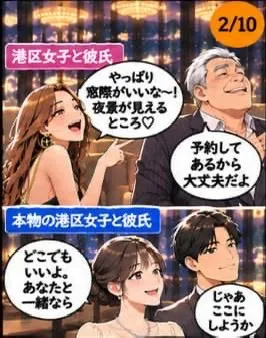 2/10
港区女子と彼氏
やっぱり
窓際がいいな〜!
夜景が見える
ところ♡
予約して
あるから
大丈夫だよ
本物の港区女子と彼氏
どこでも
いいよ。
あなたと
一緒なら
じゃあ
ここに
しようか